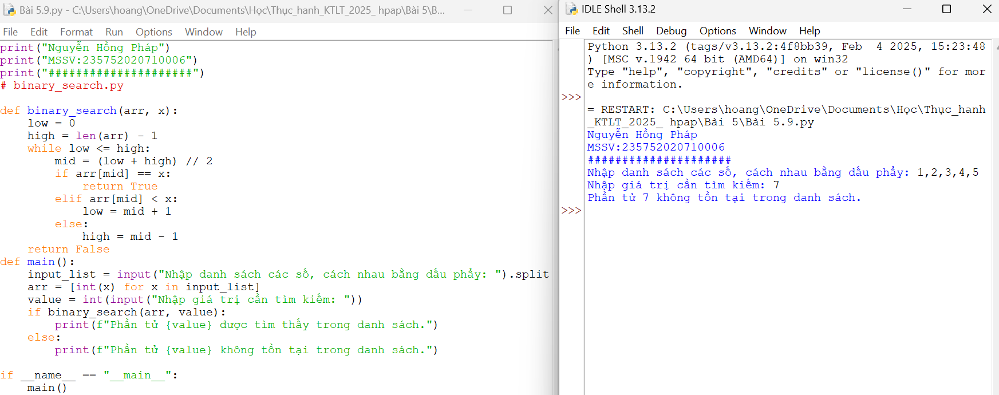 Bài 5.9.py - C:\Users\hoang\OneDrive\Documents\Học\Thực_hanh_KTLT_2025_ hpap\Bài 5\B...
File Edit Format Run Options Window Help
print("Nguyễn Hồng Pháp")
print("MSSV:235752020710006")
print("#####################")
# binary_search.py
def binary_search(arr, x):
    low = 0
    high = len(arr) - 1
    while low <= high:
        mid = (low + high) // 2
        if arr[mid] == x:
            return True
        elif arr[mid] < x:
            low = mid + 1
        else:
            high = mid - 1
    return False
def main():
    input_list = input("Nhập danh sách các số, cách nhau bằng dấu phẩy: ").split
    arr = [int(x) for x in input_list]
    value = int(input("Nhập giá trị cần tìm kiếm: "))
    if binary_search(arr, value):
        print(f"Phần tử {value} được tìm thấy trong danh sách.")
    else:
        print(f"Phần tử {value} không tồn tại trong danh sách.")
if __name__ == "__main__":
    main()
IDLE Shell 3.13.2
File Edit Shell Debug Options Window Help
Python 3.13.2 (tags/v3.13.2:4f8bb39, Feb  4 2025, 15:23:48
) [MSC v.1942 64 bit (AMD64)] on win32
Type "help", "copyright", "credits" or "license()" for mor
e information.
>>>
= RESTART: C:\Users\hoang\OneDrive\Documents\Học\Thực_hanh
_KTLT_2025_ hpap\Bài 5\Bài 5.9.py
Nguyễn Hồng Pháp
MSSV:235752020710006
#####################
Nhập danh sách các số, cách nhau bằng dấu phẩy: 1,2,3,4,5
Nhập giá trị cần tìm kiếm: 7
Phần tử 7 không tồn tại trong danh sách.
>>>